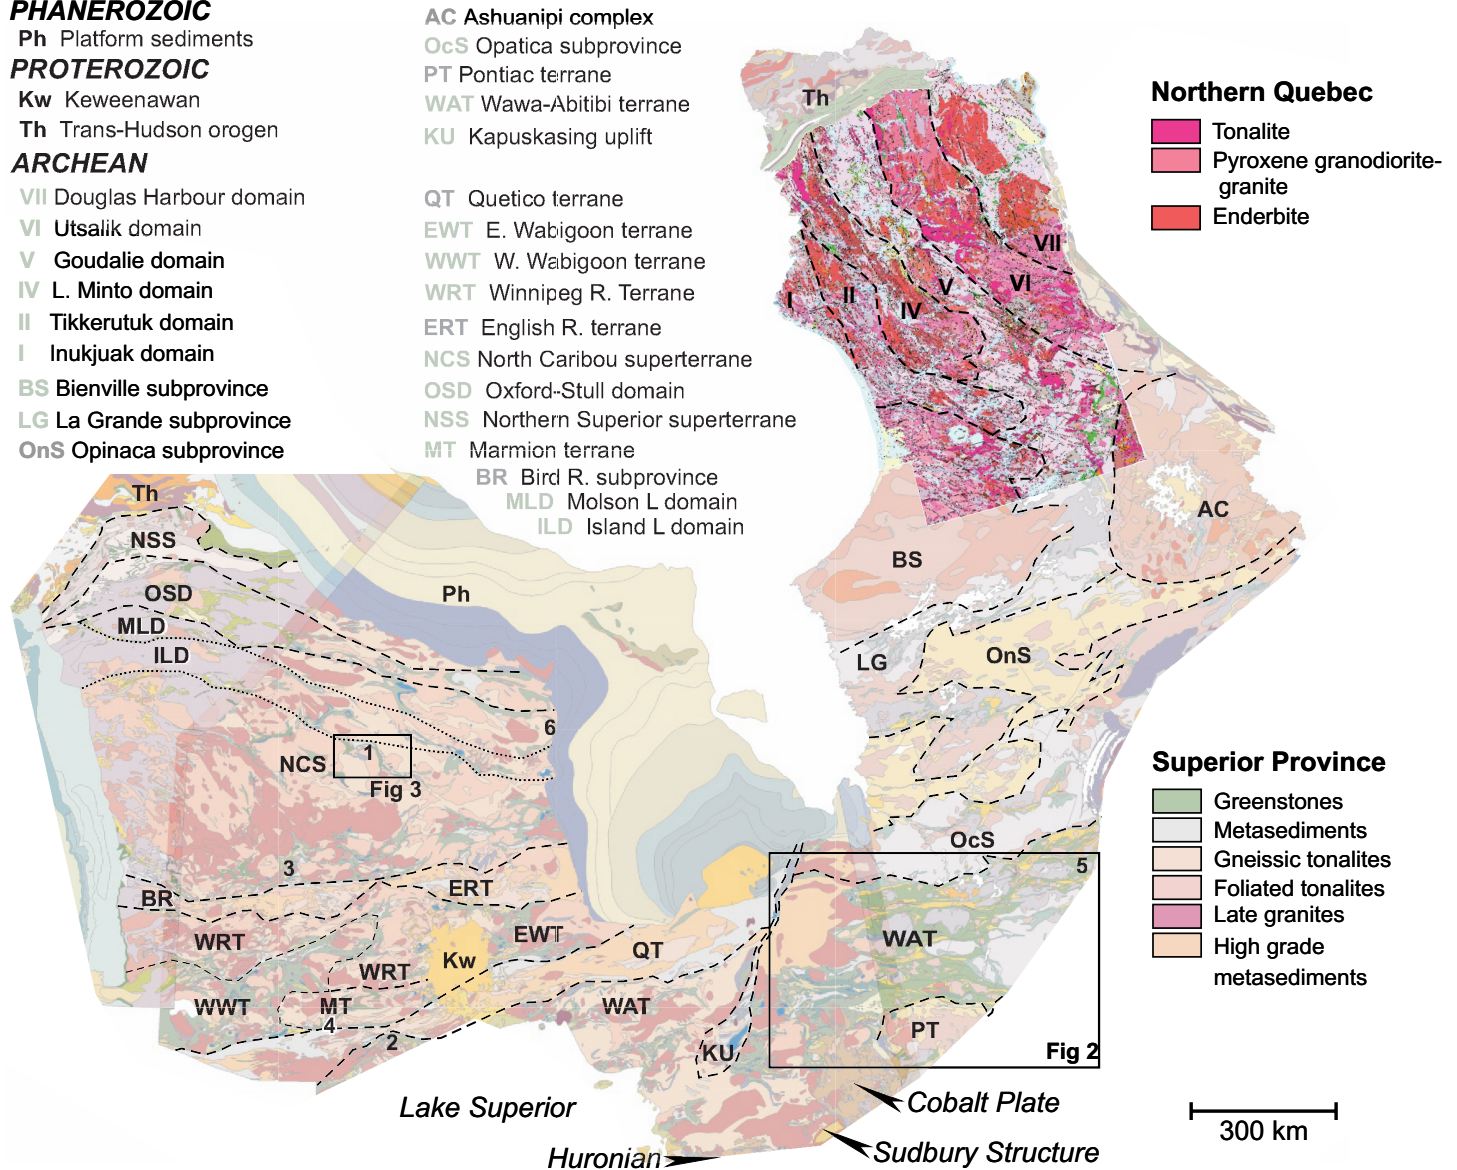 PHANEROZOIC
Ph Platform sediments
PROTEROZOIC
Kw Keweenawan
Th Trans-Hudson orogen
ARCHEAN
VII Douglas Harbour domain
VI Utsalik domain
V Goudalie domain
IV L. Minto domain
II Tikkerutuk domain
I Inukjuak domain
BS Bienville subprovince
LG La Grande subprovince
OnS Opinaca subprovince
AC Ashuanipi complex
OcS Opatica subprovince
PT Pontiac terrane
WAT Wawa-Abitibi terrane
KU Kapuskasing uplift
QT Quetico terrane
EWT E. Wabigoon terrane
WWT W. Wabigoon terrane
WRT Winnipeg R. Terrane
ERT English R. terrane
NCS North Caribou superterrane
OSD Oxford-Stull domain
NSS Northern Superior superterrane
MT Marmion terrane
BR Bird R. subprovince
MLD Molson L domain
ILD Island L domain
Northern Quebec
Tonalite
Pyroxene granodiorite-
granite
Enderbite
Th
VII
VI
V
IV
II
I
Th
NSS
OSD
MLD
ILD
Ph
BS
AC
LG
OnS
6
NCS
1
Fig 3
OcS
5
3
BR
ERT
WRT
EWT
QT
WAT
Kw
WRT
WWT
MT
4
2
WAT
KU
PT
Fig 2
Superior Province
Greenstones
Metasediments
Gneissic tonalites
Foliated tonalites
Late granites
High grade
metasediments
Lake Superior
Cobalt Plate
Sudbury Structure
Huronian
300 km